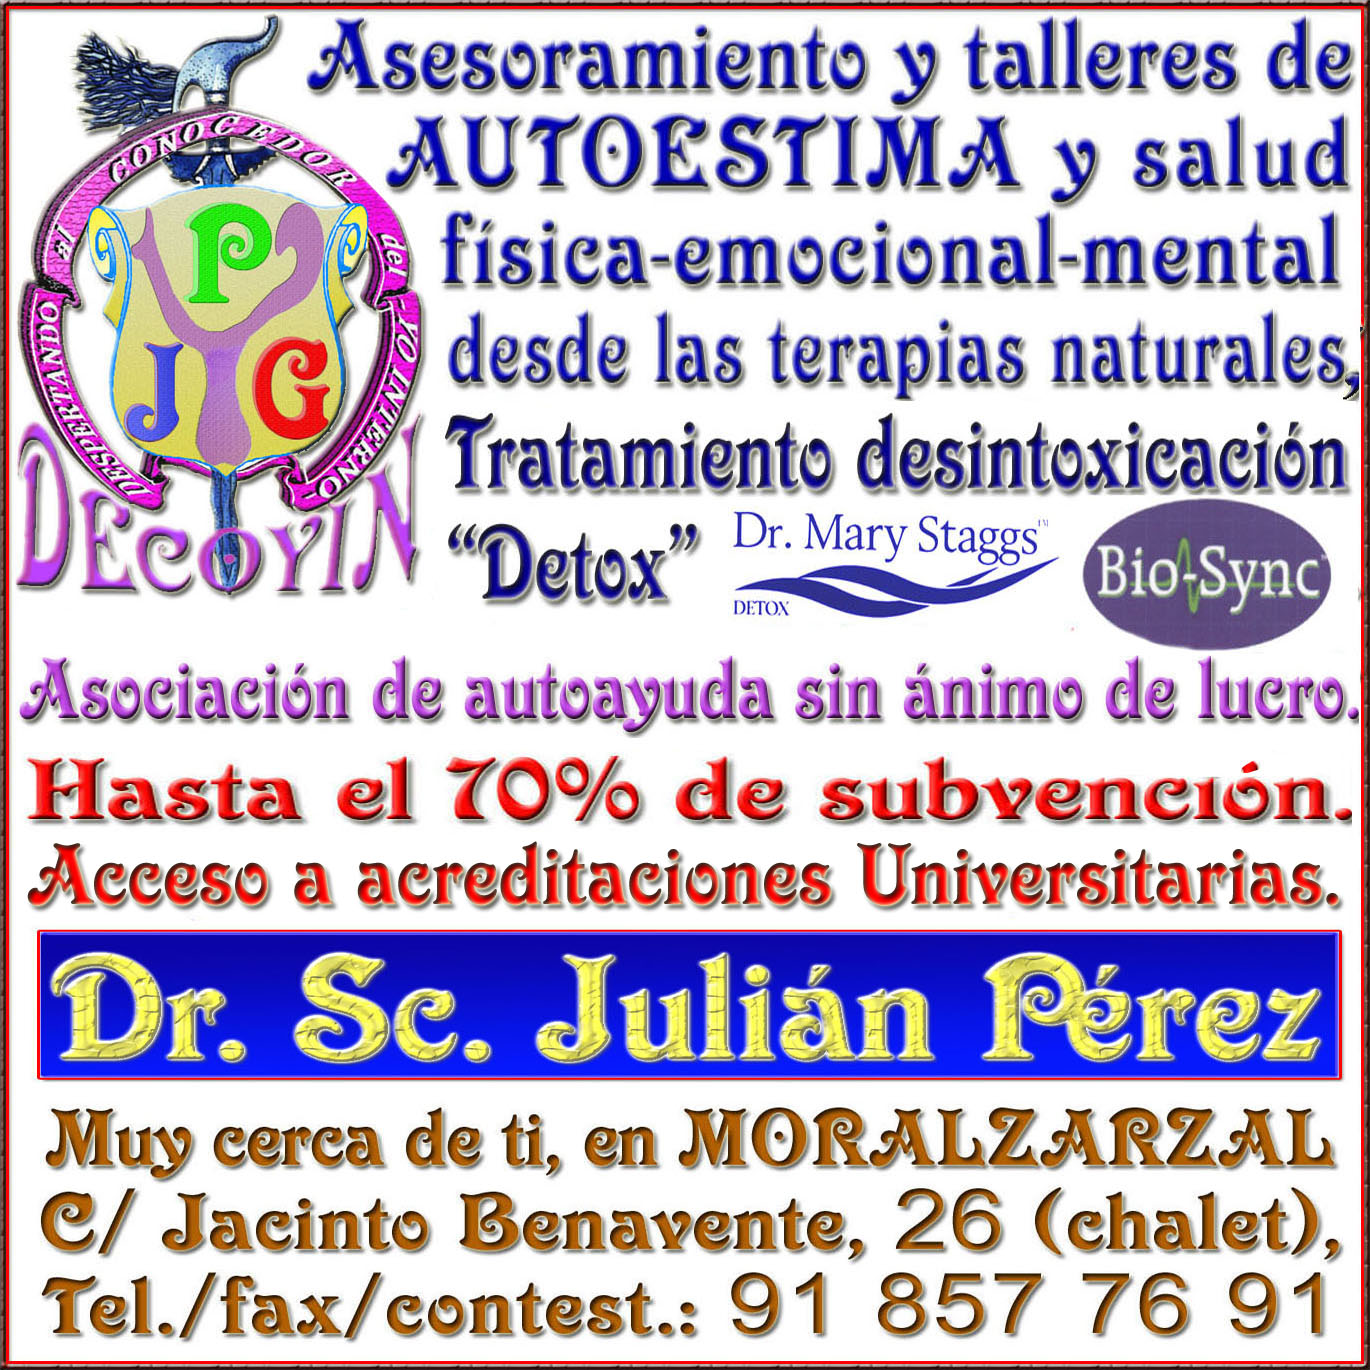 DESPERTANDO el CONOCEDOR del YO INTERNO-
P
J G
DECOYIN
Asesoramiento y talleres de
AUTOESTIMA y salud
física-emocional-mental
desde las terapias naturales,
Tratamiento desintoxicación
“Detox”
Dr. Mary Staggs™
DETOX
Bio-Sync™
Asociación de autoayuda sin ánimo de lucro.
Hasta el 70% de subvención.
Acceso a acreditaciones Universitarias.
Dr. Sc. Julián Pérez
Muy cerca de ti, en MORALZARZAL
C/ Jacinto Benavente, 26 (chalet),
Tel./fax/contest.: 91 857 76 91